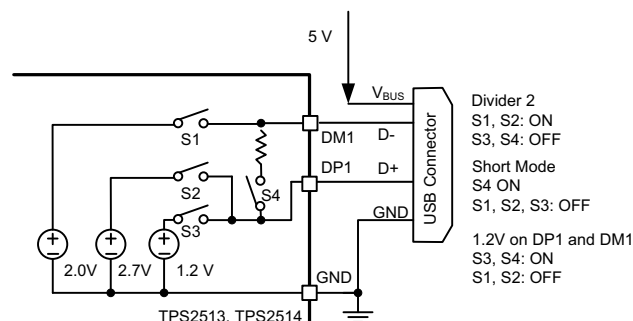 5 V
VBUS
Divider 2
S1, S2: ON
S3, S4: OFF
S1
DM1
D-
Short Mode
S4 ON
S1, S2, S3: OFF
DP1
D+
S2
S4
S3
GND
USB Connector
1.2V on DP1 and DM1
S3, S4: ON
S1, S2: OFF
2.0V
2.7V
1.2 V
GND
TPS2513, TPS2514